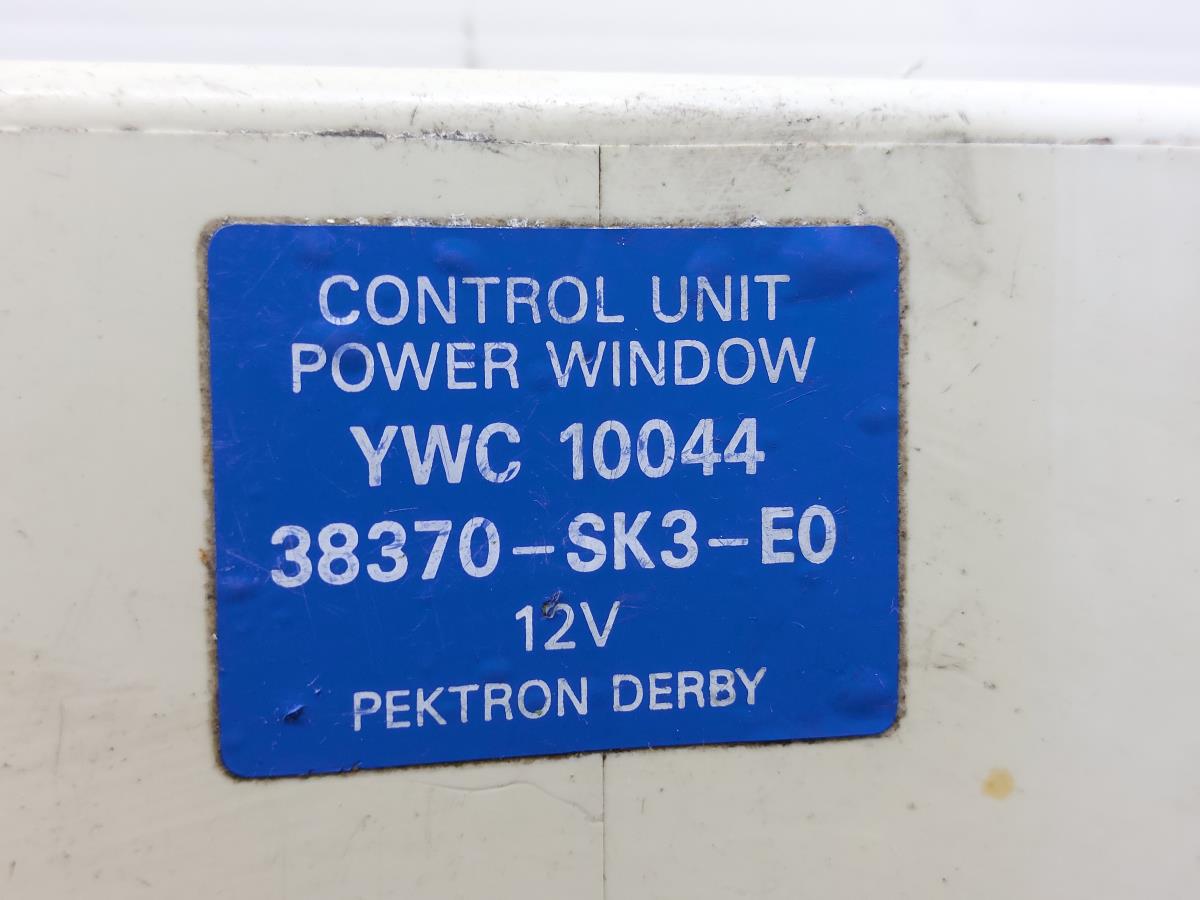 CONTROL UNIT
POWER WINDOW
YWC 10044
38370-SK3-E0
12V
PEKTRON DERBY